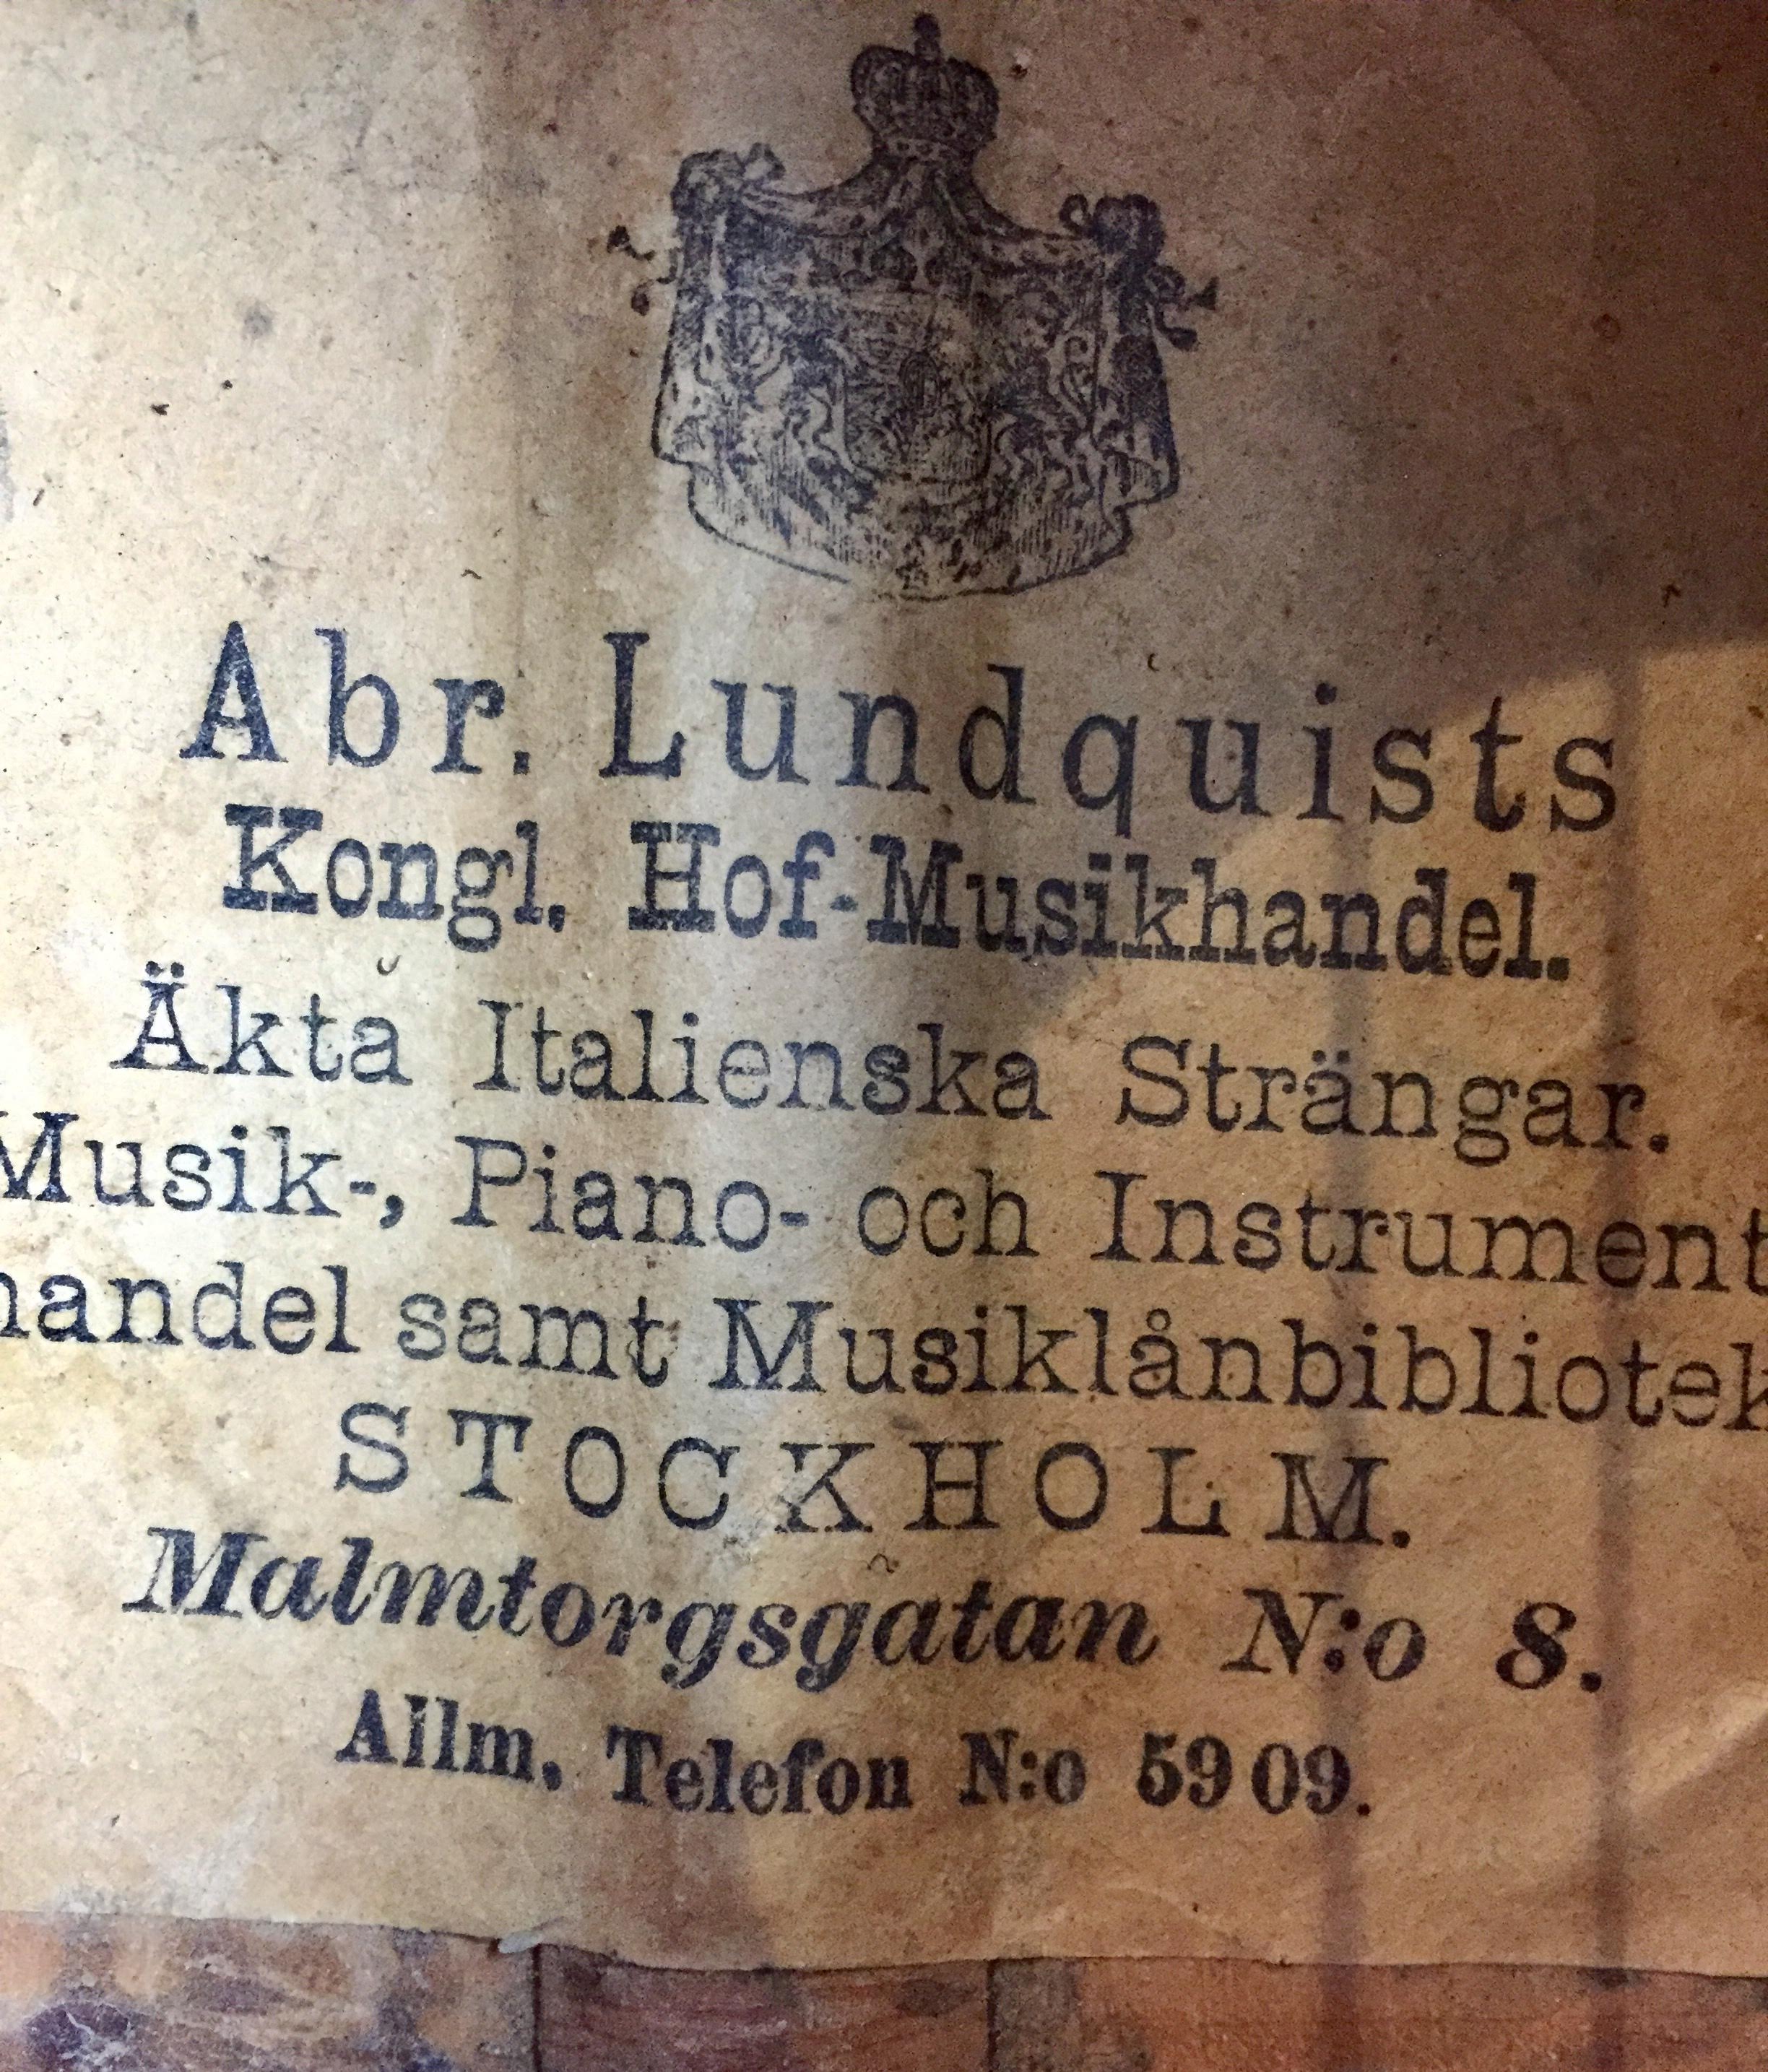 Abr. Lundquists
Kongl. Hof-Musikhandel.
Äkta Italienska Strängar.
Musik-, Piano- och Instrument
handel samt Musiklånbibliotek
STOCKHOLM.
Malmtorgsgatan N:o 8.
Allm. Telefon N:o 5909.